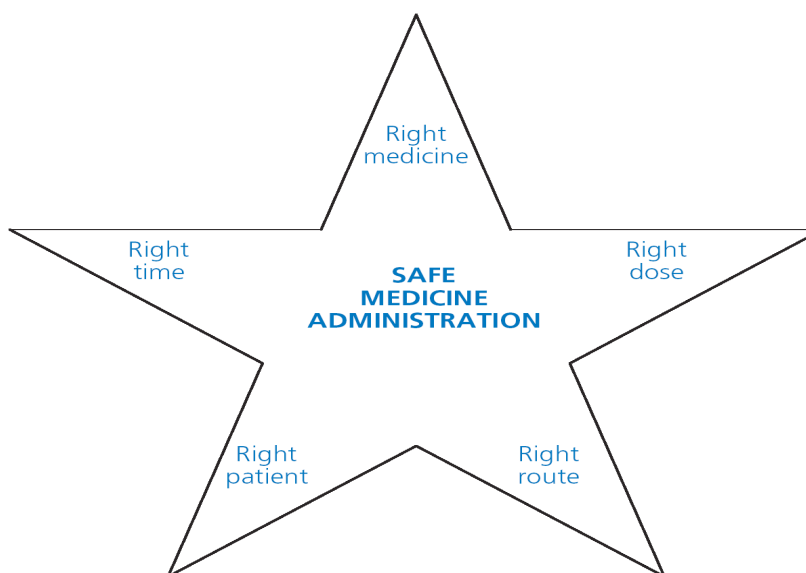 Right
medicine
Right
time
Right
dose
SAFE
MEDICINE
ADMINISTRATION
Right
patient
Right
route